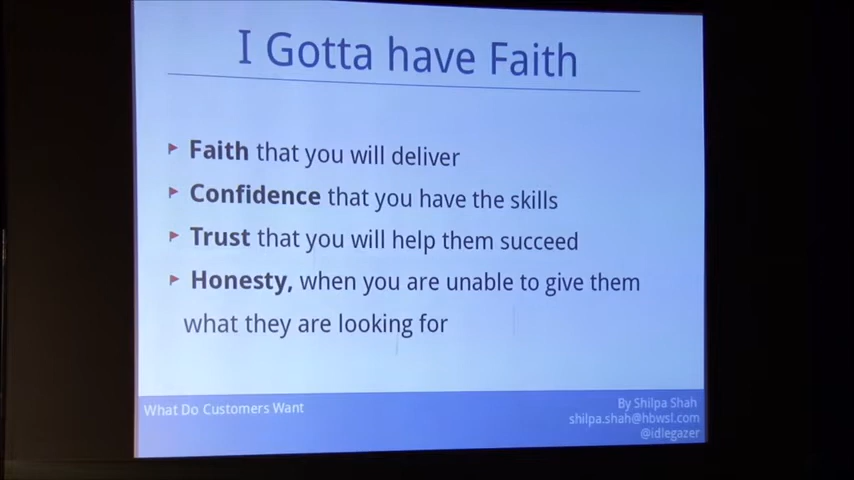 I Gotta have Faith
Faith that you will deliver
Confidence that you have the skills
Trust that you will help them succeed
Honesty, when you are unable to give them
what they are looking for
What Do Customers Want
By Shilpa Shah
shilpa.shah@hbwsl.com
@idlegazer